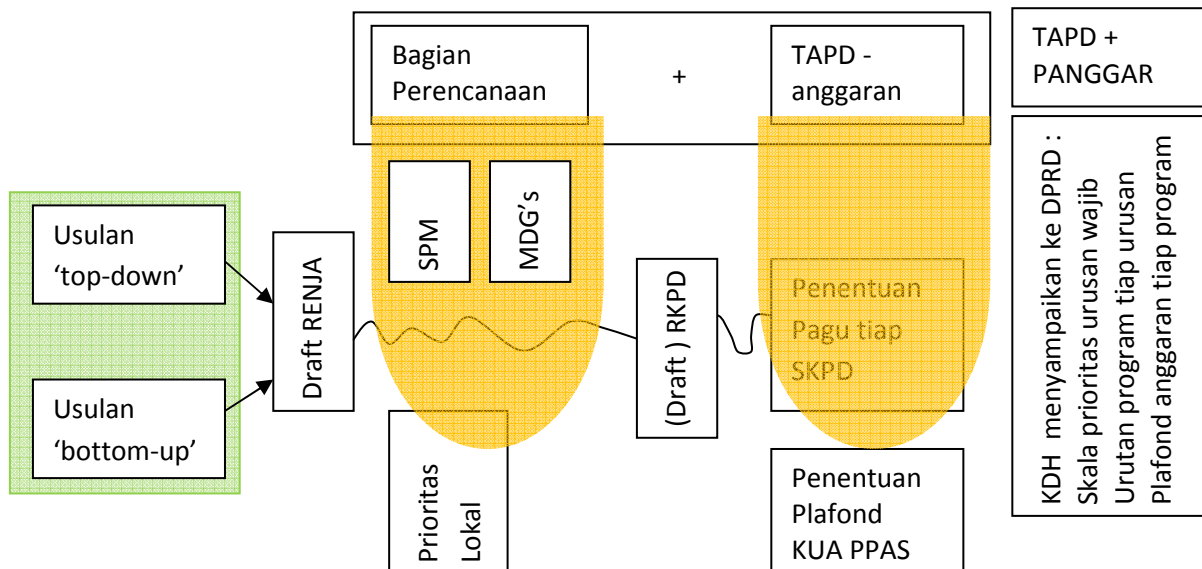 Bagian
Perencanaan
+
TAPD -
anggaran
TAPD +
PANGGAR
Usulan
‘top-down’
Usulan
‘bottom-up’
Draft RENJA
SPM
MDG’s
Prioritas
Lokal
(Draft ) RKPD
Penentuan
Pagu tiap
SKPD
Penentuan
Plafond
KUA PPAS
KDH menyampaikan ke DPRD :
Skala prioritas urusan wajib
Urutan program tiap urusan
Plafond anggaran tiap program